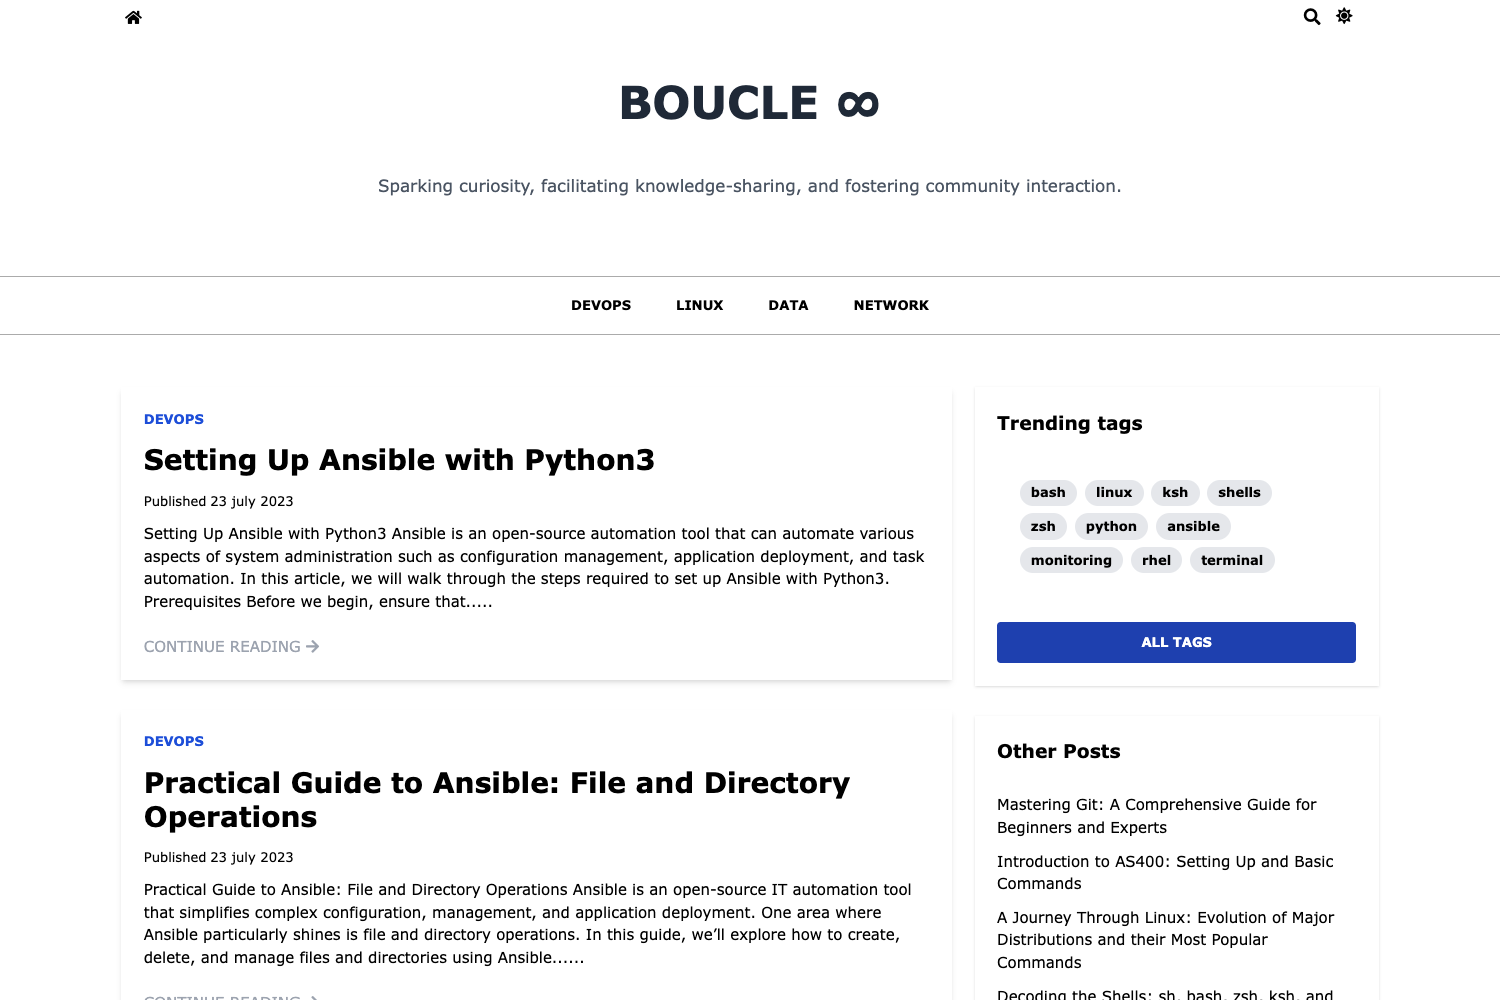 BOUCLE ∞
Sparking curiosity, facilitating knowledge-sharing, and fostering community interaction.
DEVOPS LINUX DATA NETWORK
DEVOPS
Setting Up Ansible with Python3
Published 23 july 2023
Setting Up Ansible with Python3 Ansible is an open-source automation tool that can automate various
aspects of system administration such as configuration management, application deployment, and task
automation. In this article, we will walk through the steps required to set up Ansible with Python3.
Prerequisites Before we begin, ensure that.....
CONTINUE READING →
DEVOPS
Practical Guide to Ansible: File and Directory
Operations
Published 23 july 2023
Practical Guide to Ansible: File and Directory Operations Ansible is an open-source IT automation tool
that simplifies complex configuration, management, and application deployment. One area where
Ansible particularly shines is file and directory operations. In this guide, we’ll explore how to create,
delete, and manage files and directories using Ansible......
CONTINUE READING →
Trending tags
bash linux ksh shells
zsh python ansible
monitoring rhel terminal
ALL TAGS
Other Posts
Mastering Git: A Comprehensive Guide for
Beginners and Experts
Introduction to AS400: Setting Up and Basic
Commands
A Journey Through Linux: Evolution of Major
Distributions and their Most Popular
Commands
Decoding the Shells: sh, bash, zsh, ksh, and